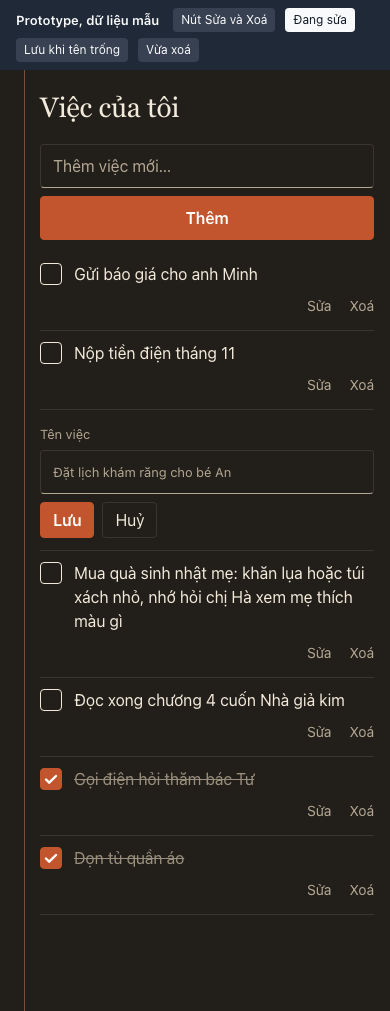 Prototype, dữ liệu mẫu
Nút Sửa và Xoá
Đang sửa
Lưu khi tên trống
Vừa xoá
Việc của tôi
Thêm việc mới...
Thêm
Gửi báo giá cho anh Minh
Sửa
Xoá
Nộp tiền điện tháng 11
Sửa
Xoá
Tên việc
Đặt lịch khám răng cho bé An
Lưu
Huỷ
Mua quà sinh nhật mẹ: khăn lụa hoặc túi
xách nhỏ, nhớ hỏi chị Hà xem mẹ thích
màu gì
Sửa
Xoá
Đọc xong chương 4 cuốn Nhà giả kim
Sửa
Xoá
Gọi điện hỏi thăm bác Tư
Sửa
Xoá
Dọn tủ quần áo
Sửa
Xoá